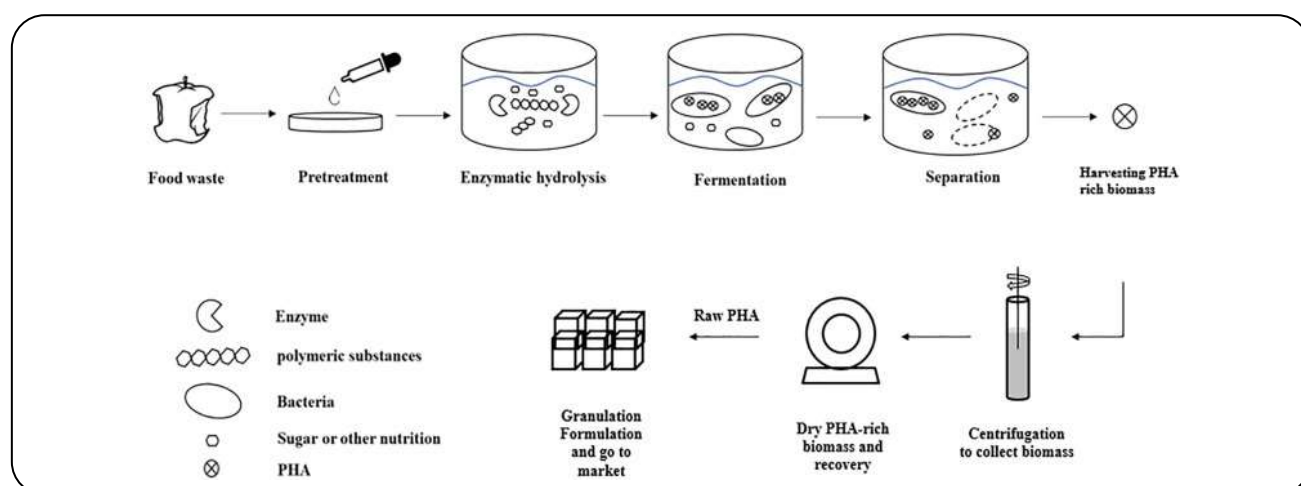 Food waste
Pretreatment
Enzymatic hydrolysis
Fermentation
Separation
Harvesting PHA
rich biomass
Enzyme
polymeric substances
Bacteria
Sugar or other nutrition
PHA
Granulation
Formulation
and go to
market
Raw PHA
Dry PHA-rich
biomass and
recovery
Centrifugation
to collect biomass